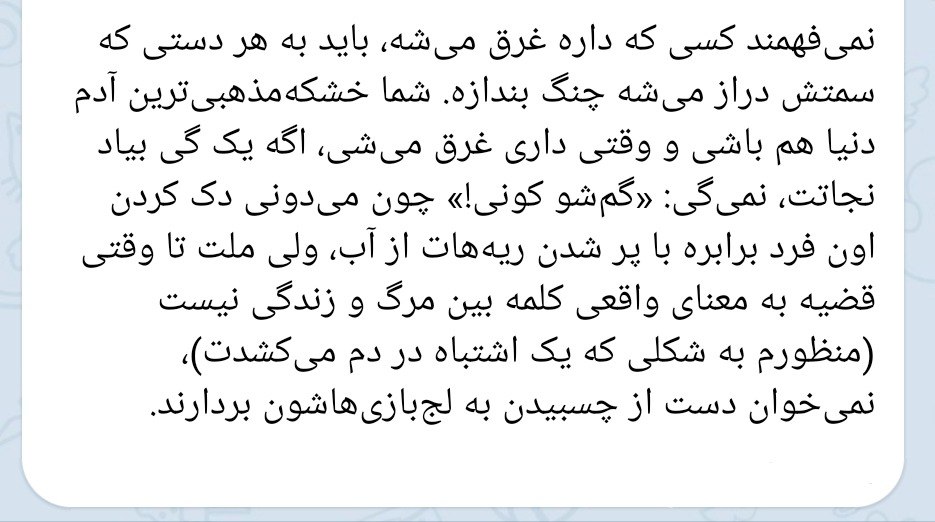 نمی‌فهمند کسی که داره غرق می‌شه، باید به هر دستی که
سمتش دراز می‌شه چنگ بندازه. شما خشکه‌مذهبی‌ترین آدم
دنیا هم باشی و وقتی داری غرق می‌شی، اگه یک گی بیاد
نجاتت، نمی‌گی: «گم‌شو کونی!» چون می‌دونی دک کردن
اون فرد برابره با پر شدن ریه‌هات از آب، ولی ملت تا وقتی
قضیه به معنای واقعی کلمه بین مرگ و زندگی نیست
(منظورم به شکلی که یک اشتباه در دم می‌کشدت)،
نمی‌خوان دست از چسبیدن به لج‌بازی‌هاشون بردارند.